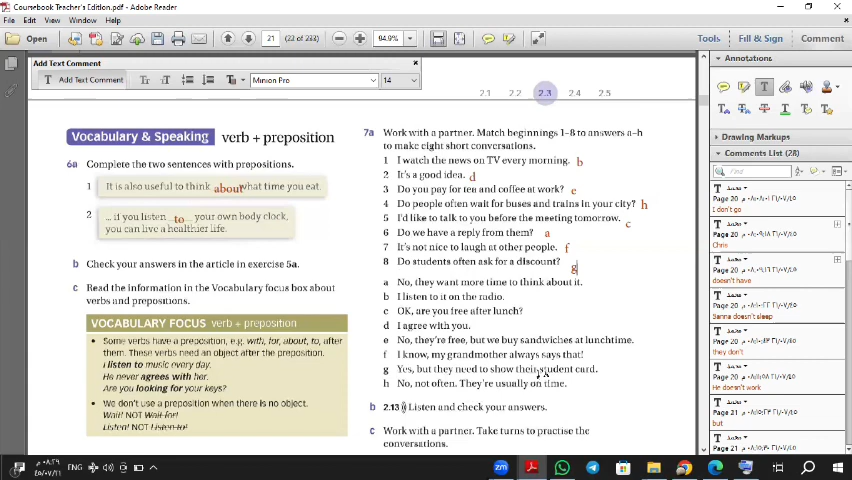 Coursebook Teacher's Edition.pdf
File Edit View Window Help
Open 21 (22 of 232) 94.9% Tools Fill & Sign Comment
Add Text Comment
Add Text Comment Minion Pro 14
2.1 2.2 2.3 2.4 2.5
Vocabulary & Speaking verb + preposition
6a Complete the two sentences with prepositions.
1 It is also useful to think about what time you eat.
2 ... if you listen to your own body clock,
you can live a healthier life.
b Check your answers in the article in exercise 5a.
c Read the information in the Vocabulary focus box about
verbs and prepositions.
VOCABULARY FOCUS verb + preposition
• Some verbs have a preposition, e.g. with, for, about, to, after
them. These verbs need an object after the preposition.
I listen to music every day.
He never agrees with her.
Are you looking for your keys?
• We don't use a preposition when there is no object.
Wait! NOT Wait for!
Listen! NOT Listen to!
7a Work with a partner. Match beginnings 1–8 to answers a–h
to make eight short conversations.
1 I watch the news on TV every morning. b
2 It's a good idea. d
3 Do you pay for tea and coffee at work? e
4 Do people often wait for buses and trains in your city? h
5 I'd like to talk to you before the meeting tomorrow. c
6 Do we have a reply from them? a
7 It's not nice to laugh at other people. f
8 Do students often ask for a discount? g
a No, they want more time to think about it.
b I listen to it on the radio.
c OK, are you free after lunch?
d I agree with you.
e No, they're free, but we buy sandwiches at lunchtime.
f I know, my grandmother always says that!
g Yes, but they need to show their student card.
h No, not often. They're usually on time.
b 2.13 Listen and check your answers.
c Work with a partner. Take turns to practise the
conversations.
Annotations
Drawing Markups
Comments List (28)
Page 20
I don't go
Page 20
Chris
Page 20
doesn't have
Page 20
Sanna doesn't sleep
Page 20
they don't
Page 20
He doesn't work
Page 21
but
Page 21
ENG